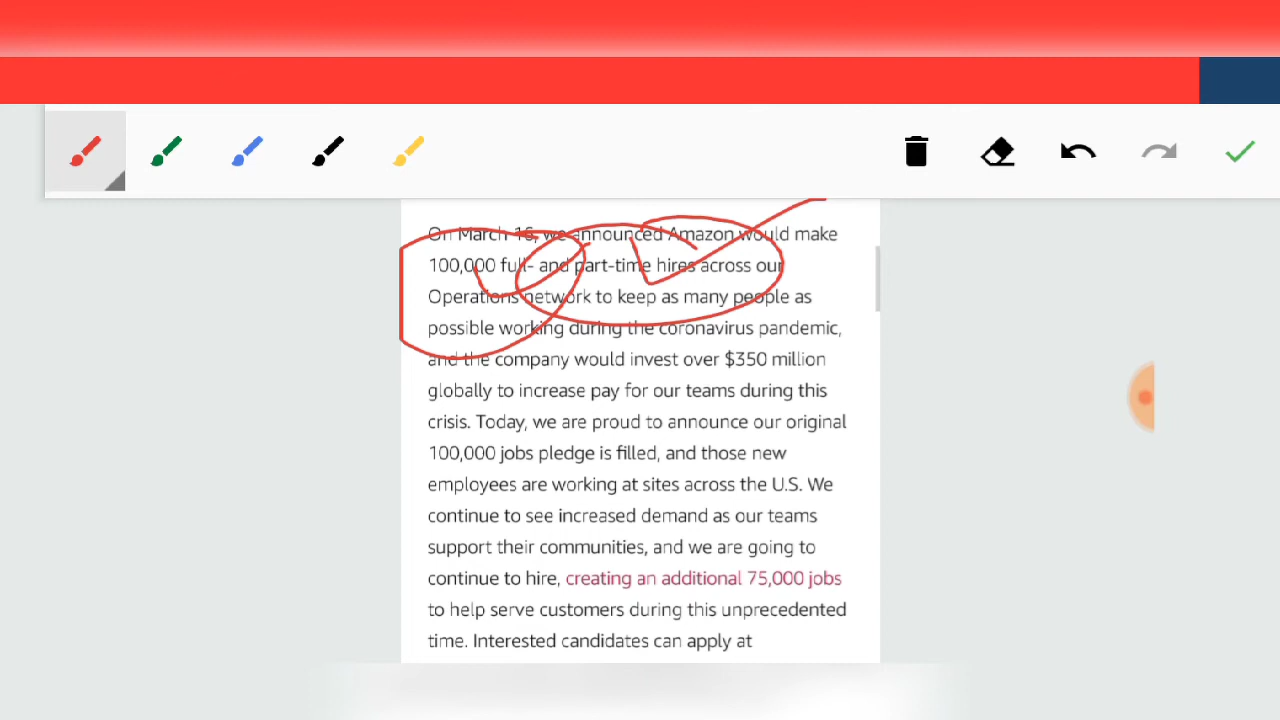 On March 16, we announced Amazon would make
100,000 full- and part-time hires across our
Operations network to keep as many people as
possible working during the coronavirus pandemic,
and the company would invest over $350 million
globally to increase pay for our teams during this
crisis. Today, we are proud to announce our original
100,000 jobs pledge is filled, and those new
employees are working at sites across the U.S. We
continue to see increased demand as our teams
support their communities, and we are going to
continue to hire, creating an additional 75,000 jobs
to help serve customers during this unprecedented
time. Interested candidates can apply at